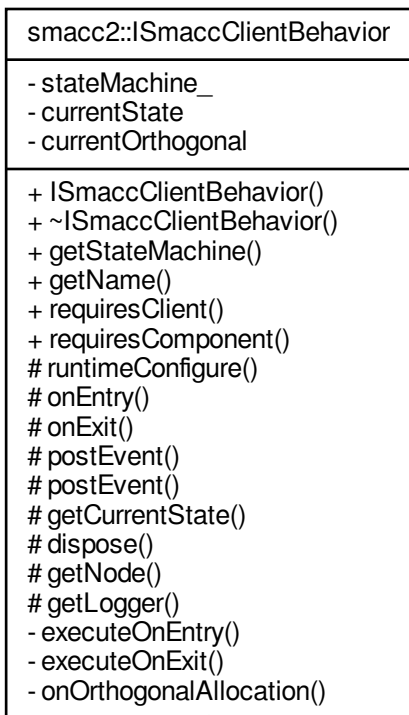 smacc2::ISmaccClientBehavior
- stateMachine_
- currentState
- currentOrthogonal
+ ISmaccClientBehavior()
+ ~ISmaccClientBehavior()
+ getStateMachine()
+ getName()
+ requiresClient()
+ requiresComponent()
# runtimeConfigure()
# onEntry()
# onExit()
# postEvent()
# postEvent()
# getCurrentState()
# dispose()
# getNode()
# getLogger()
- executeOnEntry()
- executeOnExit()
- onOrthogonalAllocation()